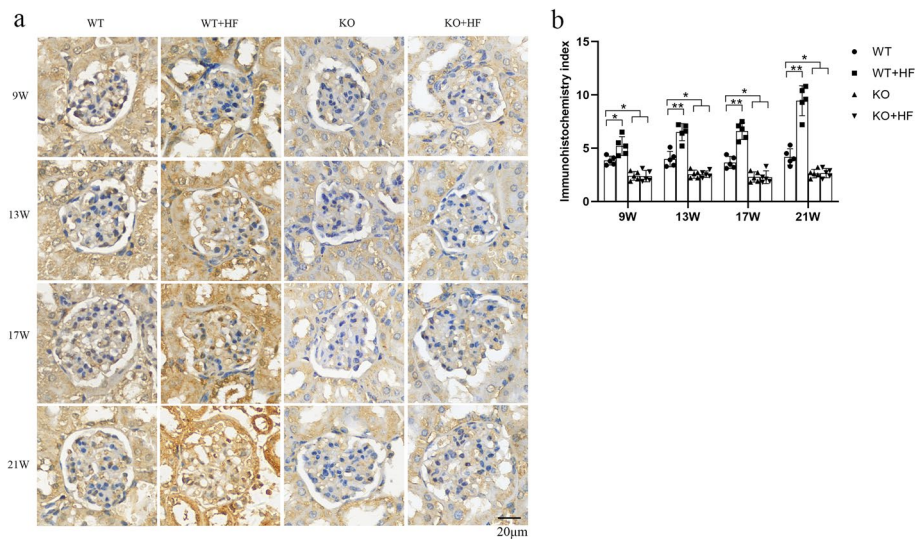 a
WT WT+HF KO KO+HF
9W
13W
17W
21W
20μm
b
Immunohistochemistry index
15
10
5
0
* * ** * ** * ** *
9W 13W 17W 21W
WT
WT+HF
KO
KO+HF